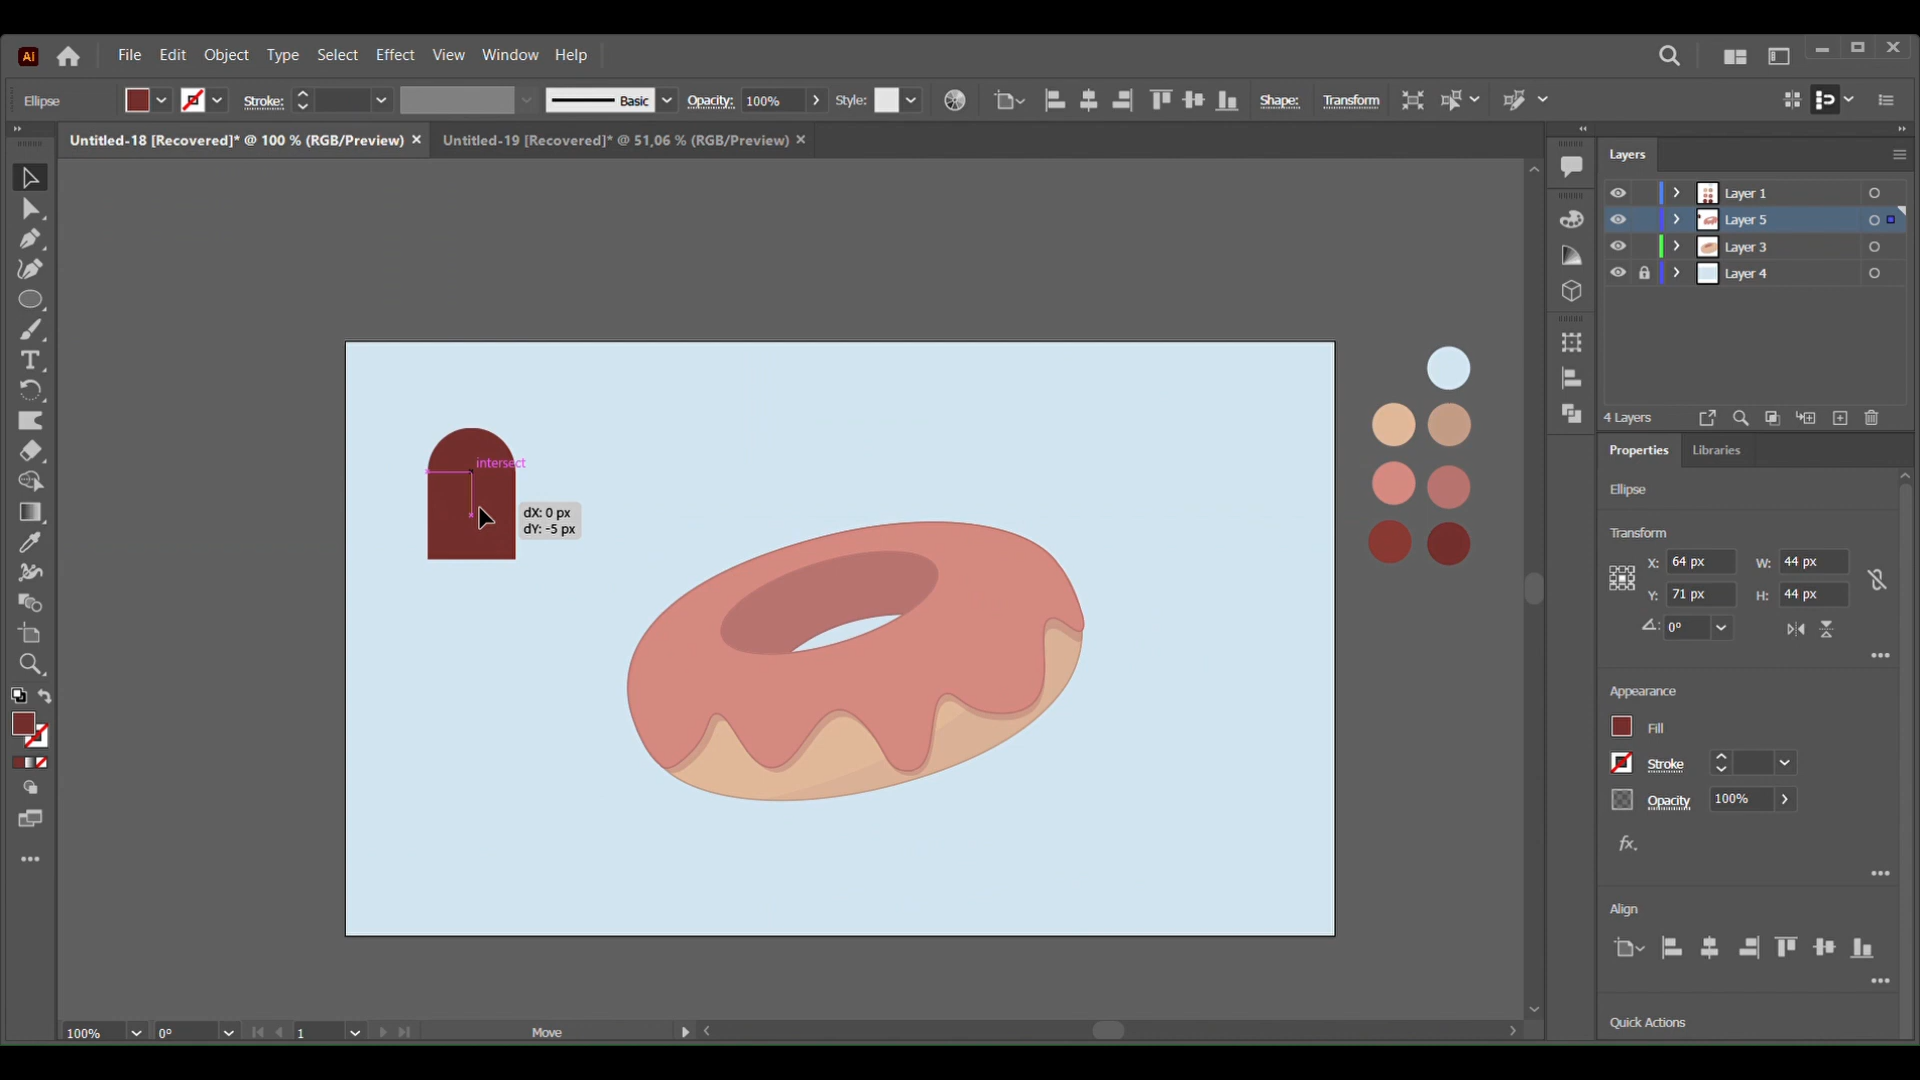 Ai File Edit Object Type Select Effect View Window Help
Ellipse Stroke: Basic Opacity: 100% Style: Shape: Transform
Untitled-18 [Recovered]* @ 100 % (RGB/Preview) Untitled-19 [Recovered]* @ 51,06 % (RGB/Preview)
Layers
Layer 1
Layer 5
Layer 3
Layer 4
4 Layers
Properties Libraries
Ellipse
Transform
X: 64 px W: 44 px
Y: 71 px H: 44 px
0°
Appearance
Fill
Stroke
Opacity 100%
fx.
Align
Quick Actions
intersect
dX: 0 px
dY: -5 px
100% 0° 1 Move